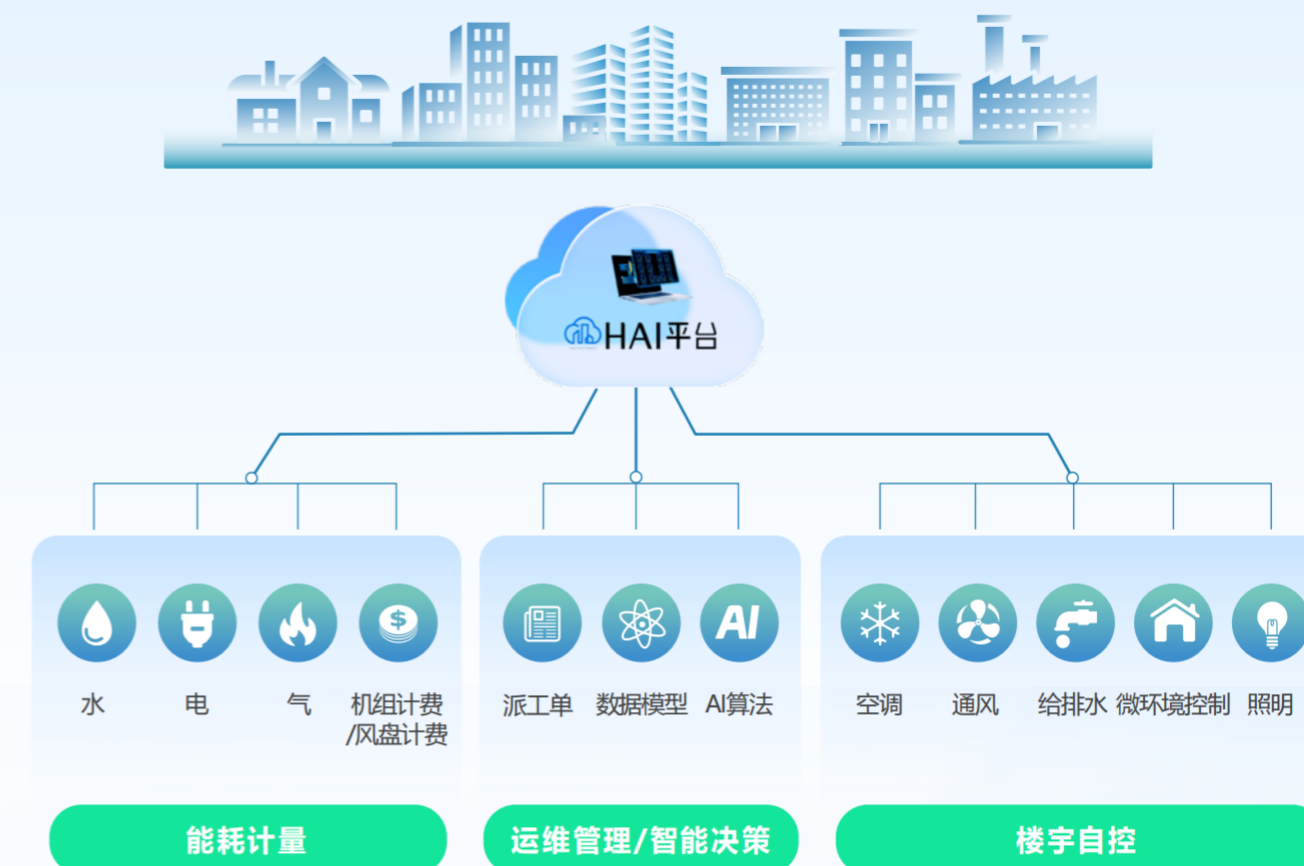 HAI平台
水
电
气
机组计费
/风盘计费
派工单
数据模型
AI
AI算法
空调
通风
给排水
微环境控制
照明
能耗计量
运维管理/智能决策
楼宇自控